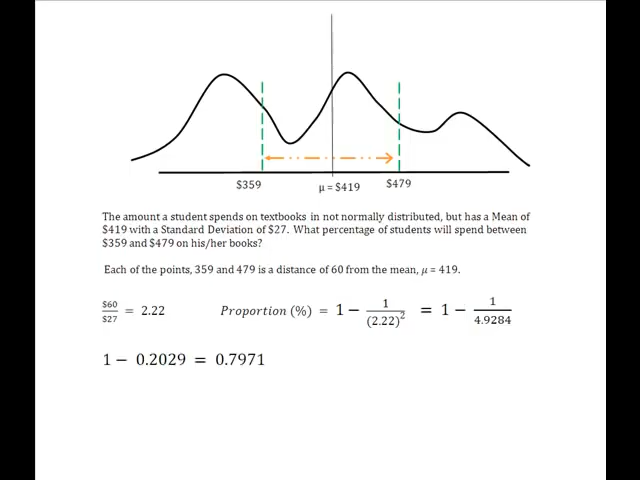 $359
μ = $419
$479
The amount a student spends on textbooks in not normally distributed, but has a Mean of
$419 with a Standard Deviation of $27. What percentage of students will spend between
$359 and $479 on his/her books?
Each of the points, 359 and 479 is a distance of 60 from the mean, μ = 419.
$60/$27 = 2.22
Proportion (%) = 1 − 1/(2.22)² = 1 − 1/4.9284
1 − 0.2029 = 0.7971